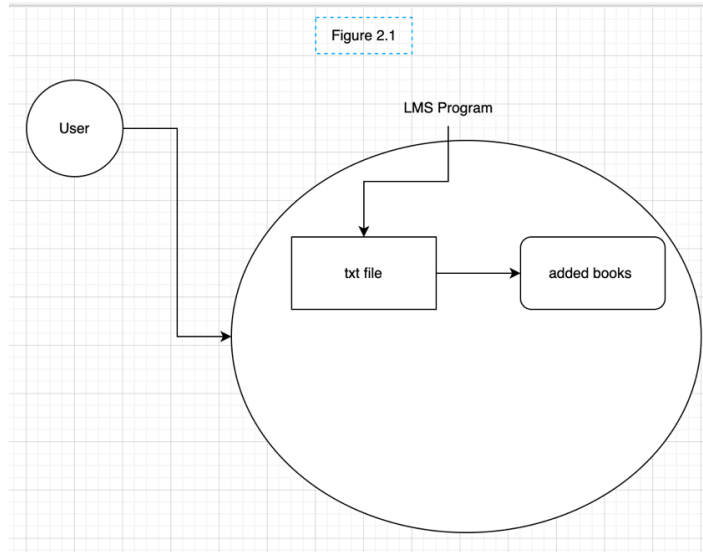 Figure 2.1
User
LMS Program
txt file
added books